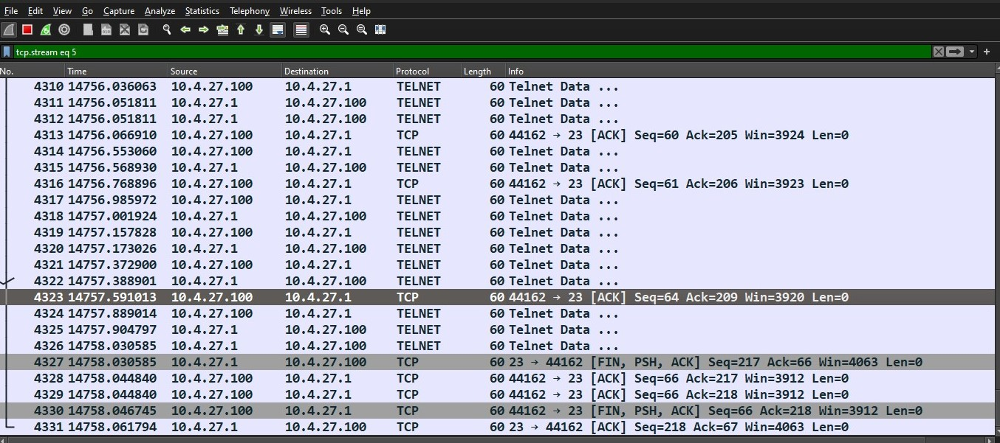 File Edit View Go Capture Analyze Statistics Telephony Wireless Tools Help
tcp.stream eq 5
No. Time Source Destination Protocol Length Info
4310 14756.036063 10.4.27.100 10.4.27.1 TELNET 60 Telnet Data ...
4311 14756.051811 10.4.27.1 10.4.27.100 TELNET 60 Telnet Data ...
4312 14756.051811 10.4.27.1 10.4.27.100 TELNET 60 Telnet Data ...
4313 14756.066910 10.4.27.100 10.4.27.1 TCP 60 44162 → 23 [ACK] Seq=60 Ack=205 Win=3924 Len=0
4314 14756.553060 10.4.27.100 10.4.27.1 TELNET 60 Telnet Data ...
4315 14756.568930 10.4.27.1 10.4.27.100 TELNET 60 Telnet Data ...
4316 14756.768896 10.4.27.100 10.4.27.1 TCP 60 44162 → 23 [ACK] Seq=61 Ack=206 Win=3923 Len=0
4317 14756.985972 10.4.27.100 10.4.27.1 TELNET 60 Telnet Data ...
4318 14757.001924 10.4.27.1 10.4.27.100 TELNET 60 Telnet Data ...
4319 14757.157828 10.4.27.100 10.4.27.1 TELNET 60 Telnet Data ...
4320 14757.173026 10.4.27.1 10.4.27.100 TELNET 60 Telnet Data ...
4321 14757.372900 10.4.27.100 10.4.27.1 TELNET 60 Telnet Data ...
4322 14757.388901 10.4.27.1 10.4.27.100 TELNET 60 Telnet Data ...
4323 14757.591013 10.4.27.100 10.4.27.1 TCP 60 44162 → 23 [ACK] Seq=64 Ack=209 Win=3920 Len=0
4324 14757.889014 10.4.27.100 10.4.27.1 TELNET 60 Telnet Data ...
4325 14757.904797 10.4.27.1 10.4.27.100 TELNET 60 Telnet Data ...
4326 14758.030585 10.4.27.1 10.4.27.100 TELNET 60 Telnet Data ...
4327 14758.030585 10.4.27.1 10.4.27.100 TCP 60 23 → 44162 [FIN, PSH, ACK] Seq=217 Ack=66 Win=4063 Len=0
4328 14758.044840 10.4.27.100 10.4.27.1 TCP 60 44162 → 23 [ACK] Seq=66 Ack=217 Win=3912 Len=0
4329 14758.044840 10.4.27.100 10.4.27.1 TCP 60 44162 → 23 [ACK] Seq=66 Ack=218 Win=3912 Len=0
4330 14758.046745 10.4.27.100 10.4.27.1 TCP 60 44162 → 23 [FIN, PSH, ACK] Seq=66 Ack=218 Win=3912 Len=0
4331 14758.061794 10.4.27.1 10.4.27.100 TCP 60 23 → 44162 [ACK] Seq=218 Ack=67 Win=4063 Len=0